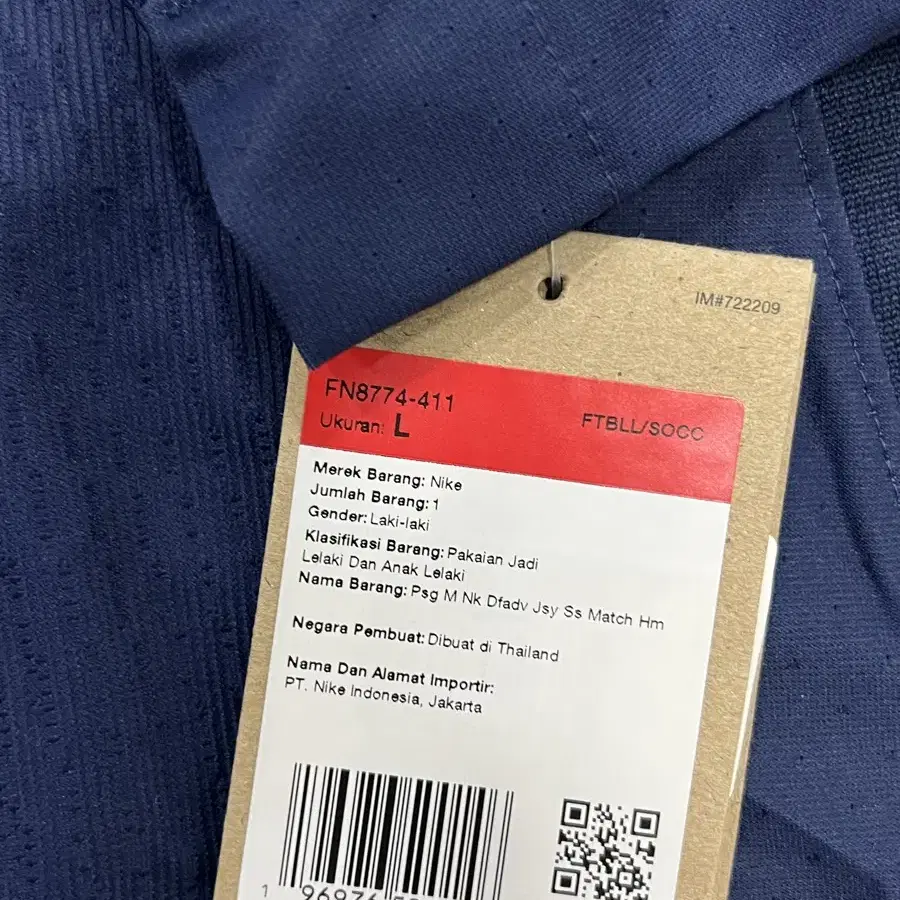 IM#722209
FN8774-411
Ukuran: L
FTBLL/SOCC
Merek Barang: Nike
Jumlah Barang: 1
Gender: Laki-laki
Klasifikasi Barang: Pakaian Jadi
Lelaki Dan Anak Lelaki
Nama Barang: Psg M Nk Dfadv Jsy Ss Match Hm
Negara Pembuat: Dibuat di Thailand
Nama Dan Alamat Importir:
PT. Nike Indonesia, Jakarta